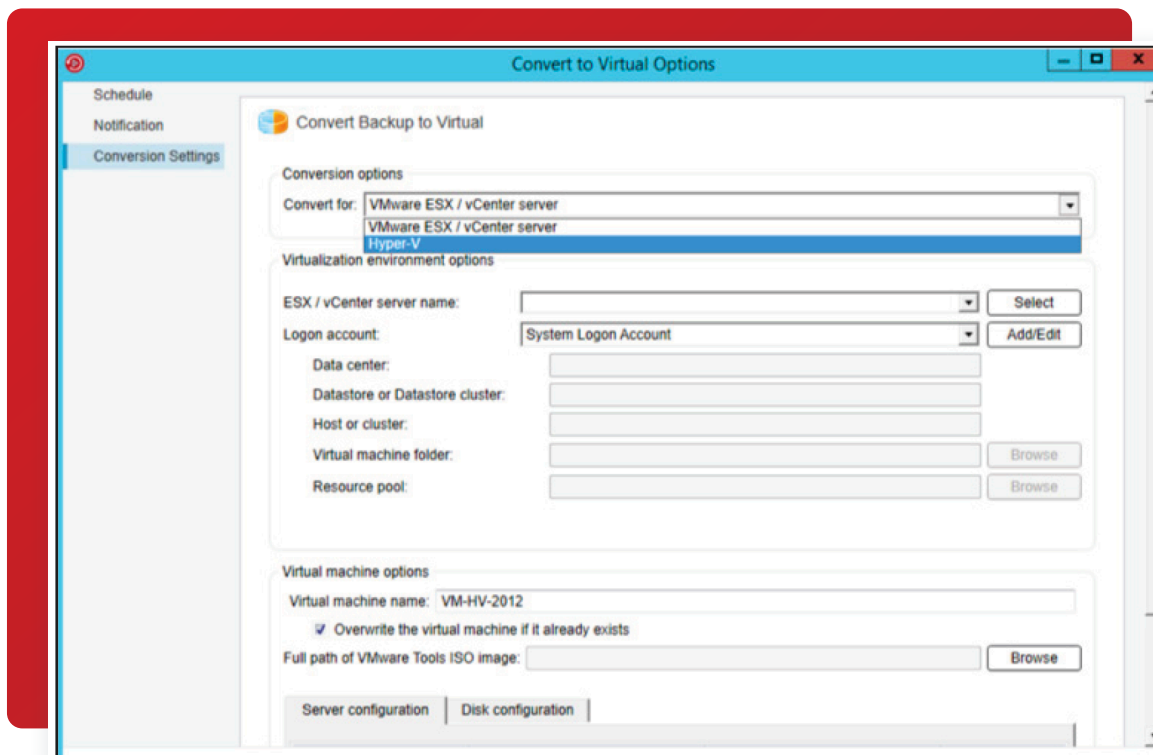 Convert to Virtual Options
Schedule
Notification
Conversion Settings
Convert Backup to Virtual
Conversion options
Convert for: VMware ESX / vCenter server
VMware ESX / vCenter server
Hyper-V
Virtualization environment options
ESX / vCenter server name: Select
Logon account: System Logon Account Add/Edit
Data center:
Datastore or Datastore cluster:
Host or cluster:
Virtual machine folder: Browse
Resource pool: Browse
Virtual machine options
Virtual machine name: VM-HV-2012
Overwrite the virtual machine if it already exists
Full path of VMware Tools ISO image: Browse
Server configuration Disk configuration